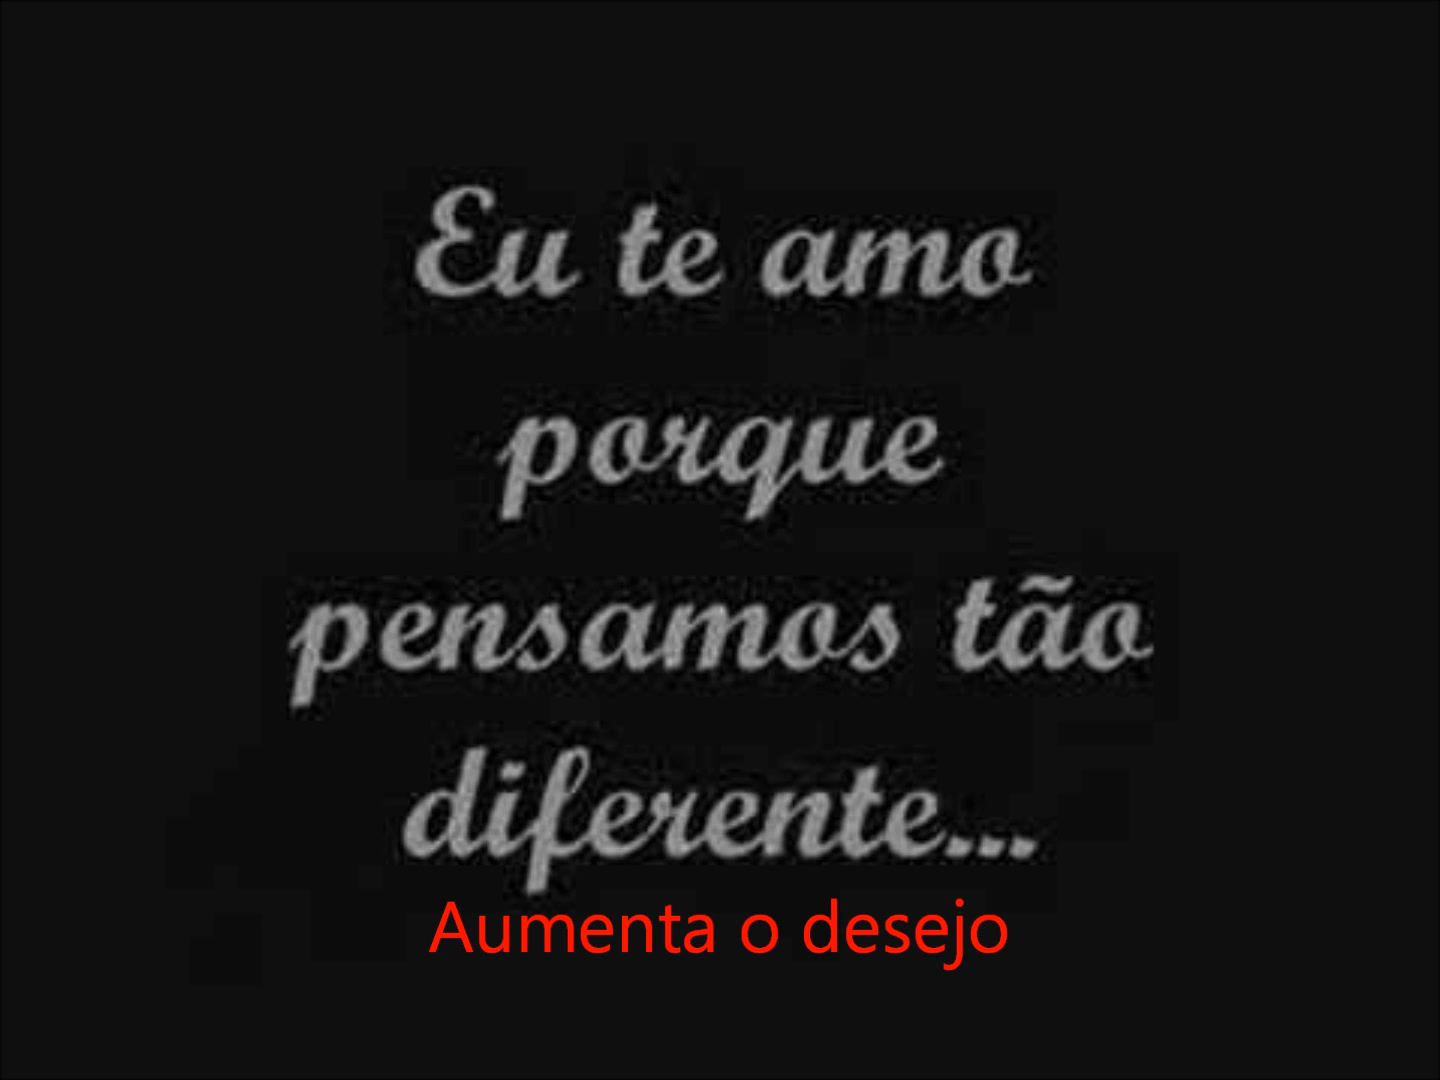 Eu te amo
porque
pensamos tão
diferente...
Aumenta o desejo